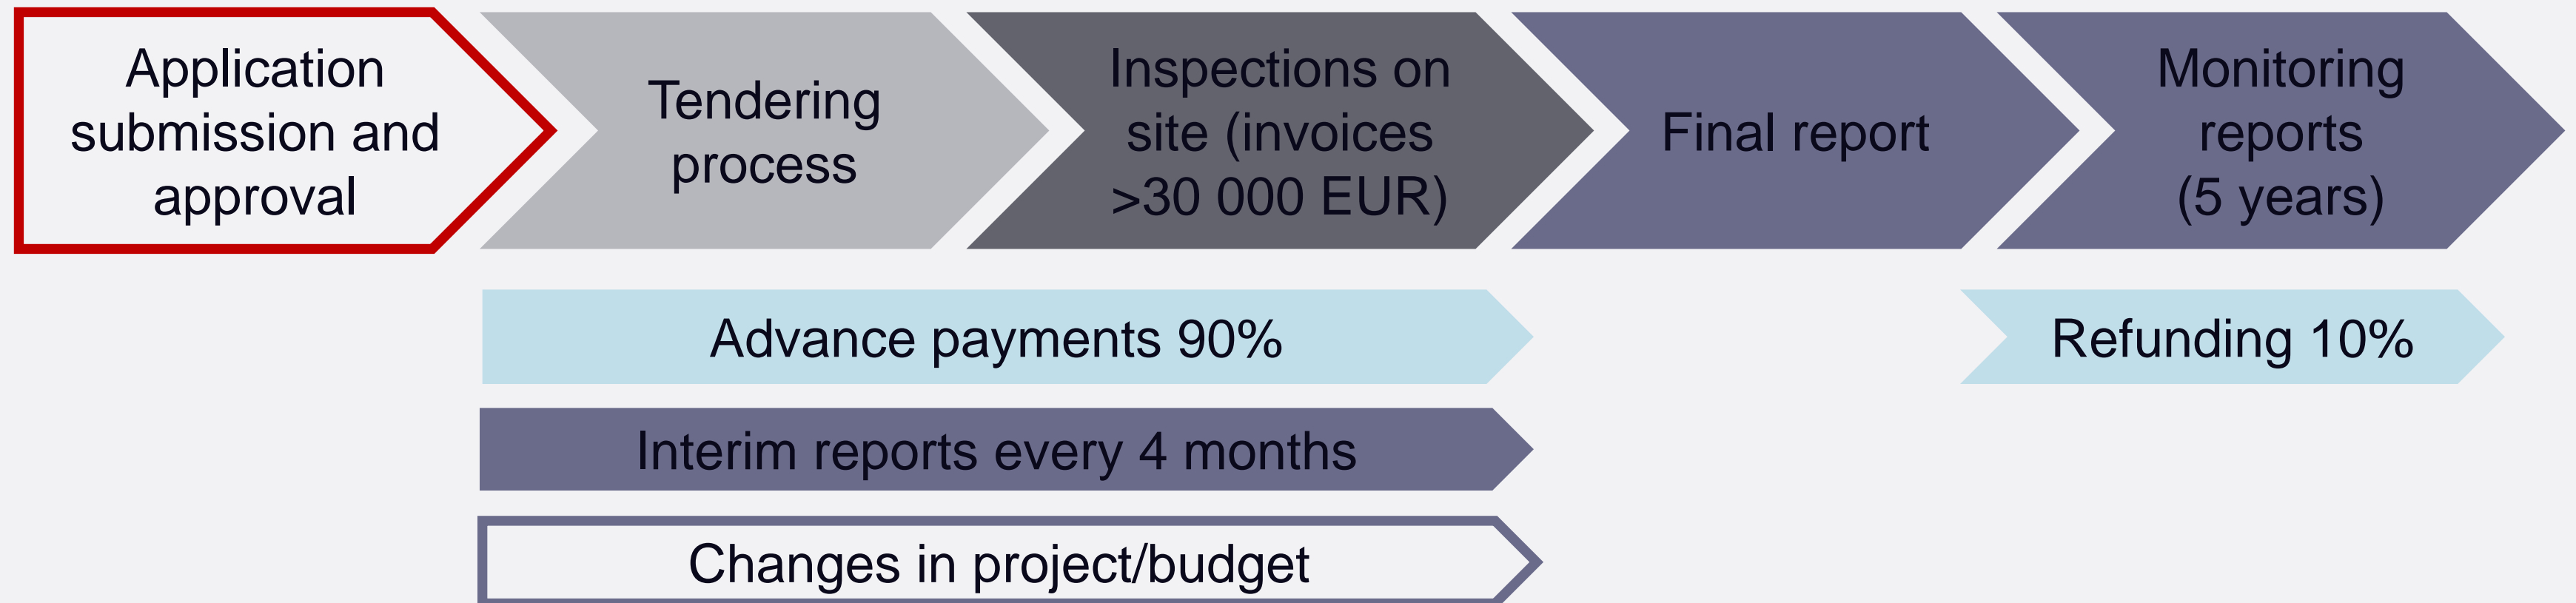 Application
submission and
approval
Tendering
process
Inspections on
site (invoices
>30 000 EUR)
Final report
Monitoring
reports
(5 years)
Advance payments 90%
Refunding 10%
Interim reports every 4 months
Changes in project/budget